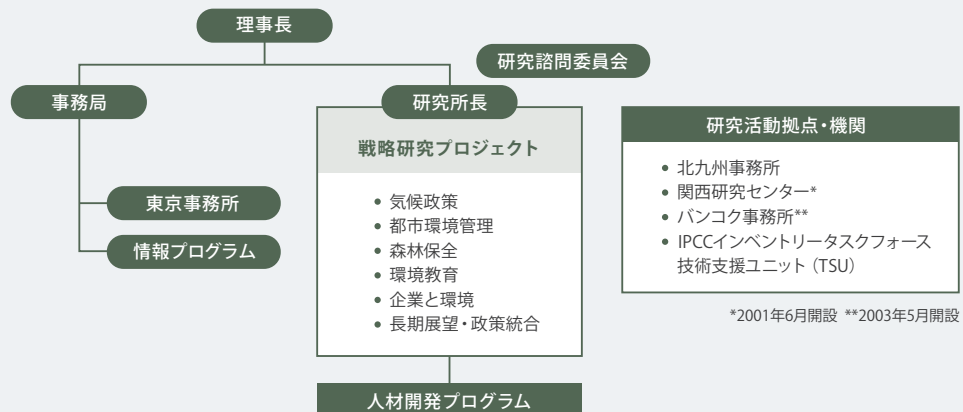 理事長
研究諮問委員会
事務局
研究所長
戦略研究プロジェクト
• 気候政策
• 都市環境管理
• 森林保全
• 環境教育
• 企業と環境
• 長期展望・政策統合
人材開発プログラム
東京事務所
情報プログラム
研究活動拠点・機関
• 北九州事務所
• 関西研究センター*
• バンコク事務所**
• IPCCインベントリータスクフォース
技術支援ユニット（TSU）
*2001年6月開設 **2003年5月開設